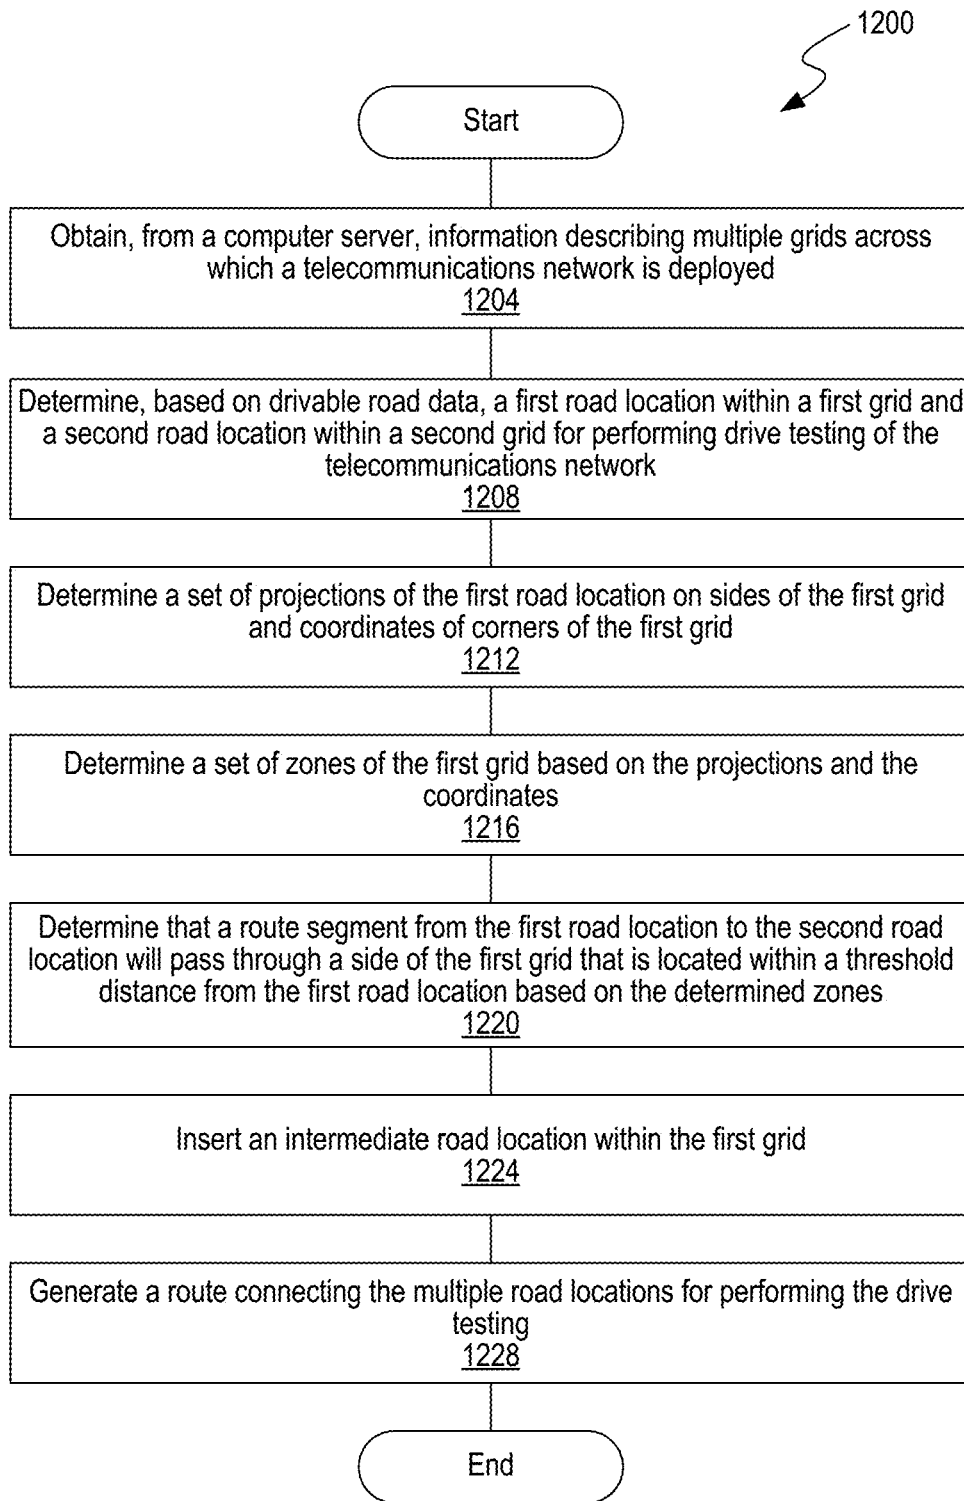 1200
Start
Obtain, from a computer server, information describing multiple grids across
which a telecommunications network is deployed
1204
Determine, based on drivable road data, a first road location within a first grid and
a second road location within a second grid for performing drive testing of the
telecommunications network
1208
Determine a set of projections of the first road location on sides of the first grid
and coordinates of corners of the first grid
1212
Determine a set of zones of the first grid based on the projections and the
coordinates
1216
Determine that a route segment from the first road location to the second road
location will pass through a side of the first grid that is located within a threshold
distance from the first road location based on the determined zones
1220
Insert an intermediate road location within the first grid
1224
Generate a route connecting the multiple road locations for performing the drive
testing
1228
End